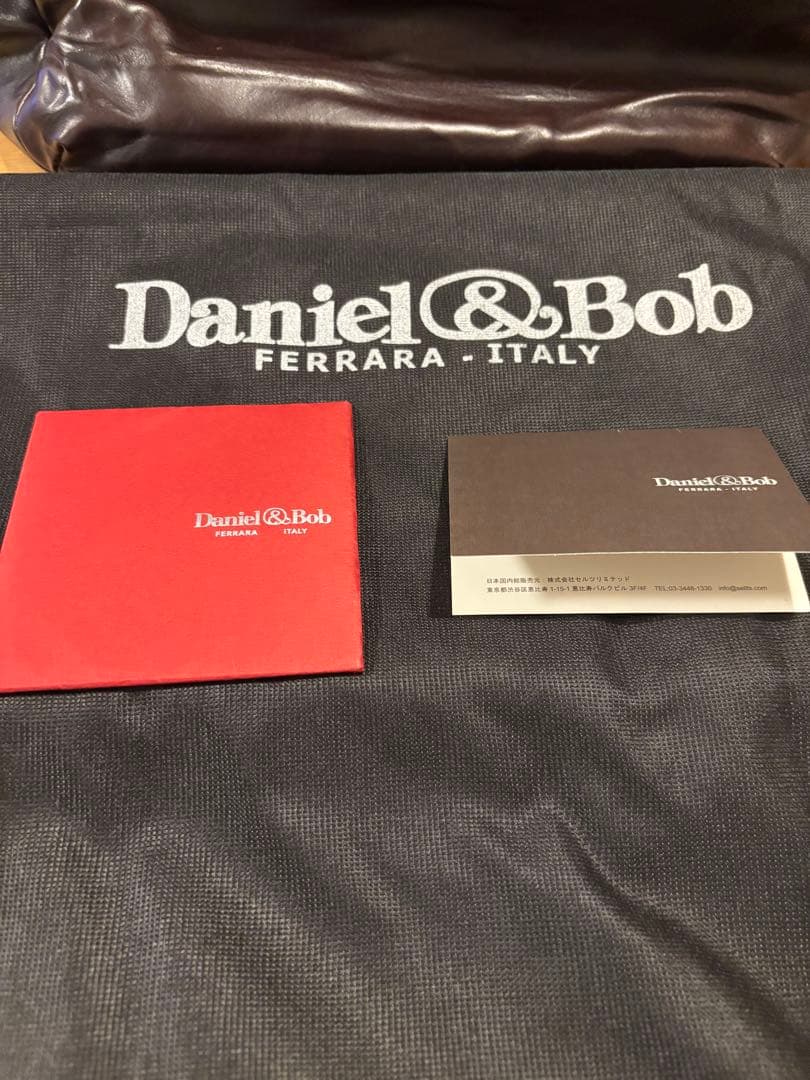 Daniel & Bob
FERRARA - ITALY
Daniel & Bob
FERRARA ITALY
Daniel & Bob
FERRARA - ITALY
日本国内総販売元 : 株式会社セルツリミテッド
東京都渋谷区恵比寿 1-15-1 恵比寿パルクビル 3F/4F TEL:03-3448-1330 info@sellts.com